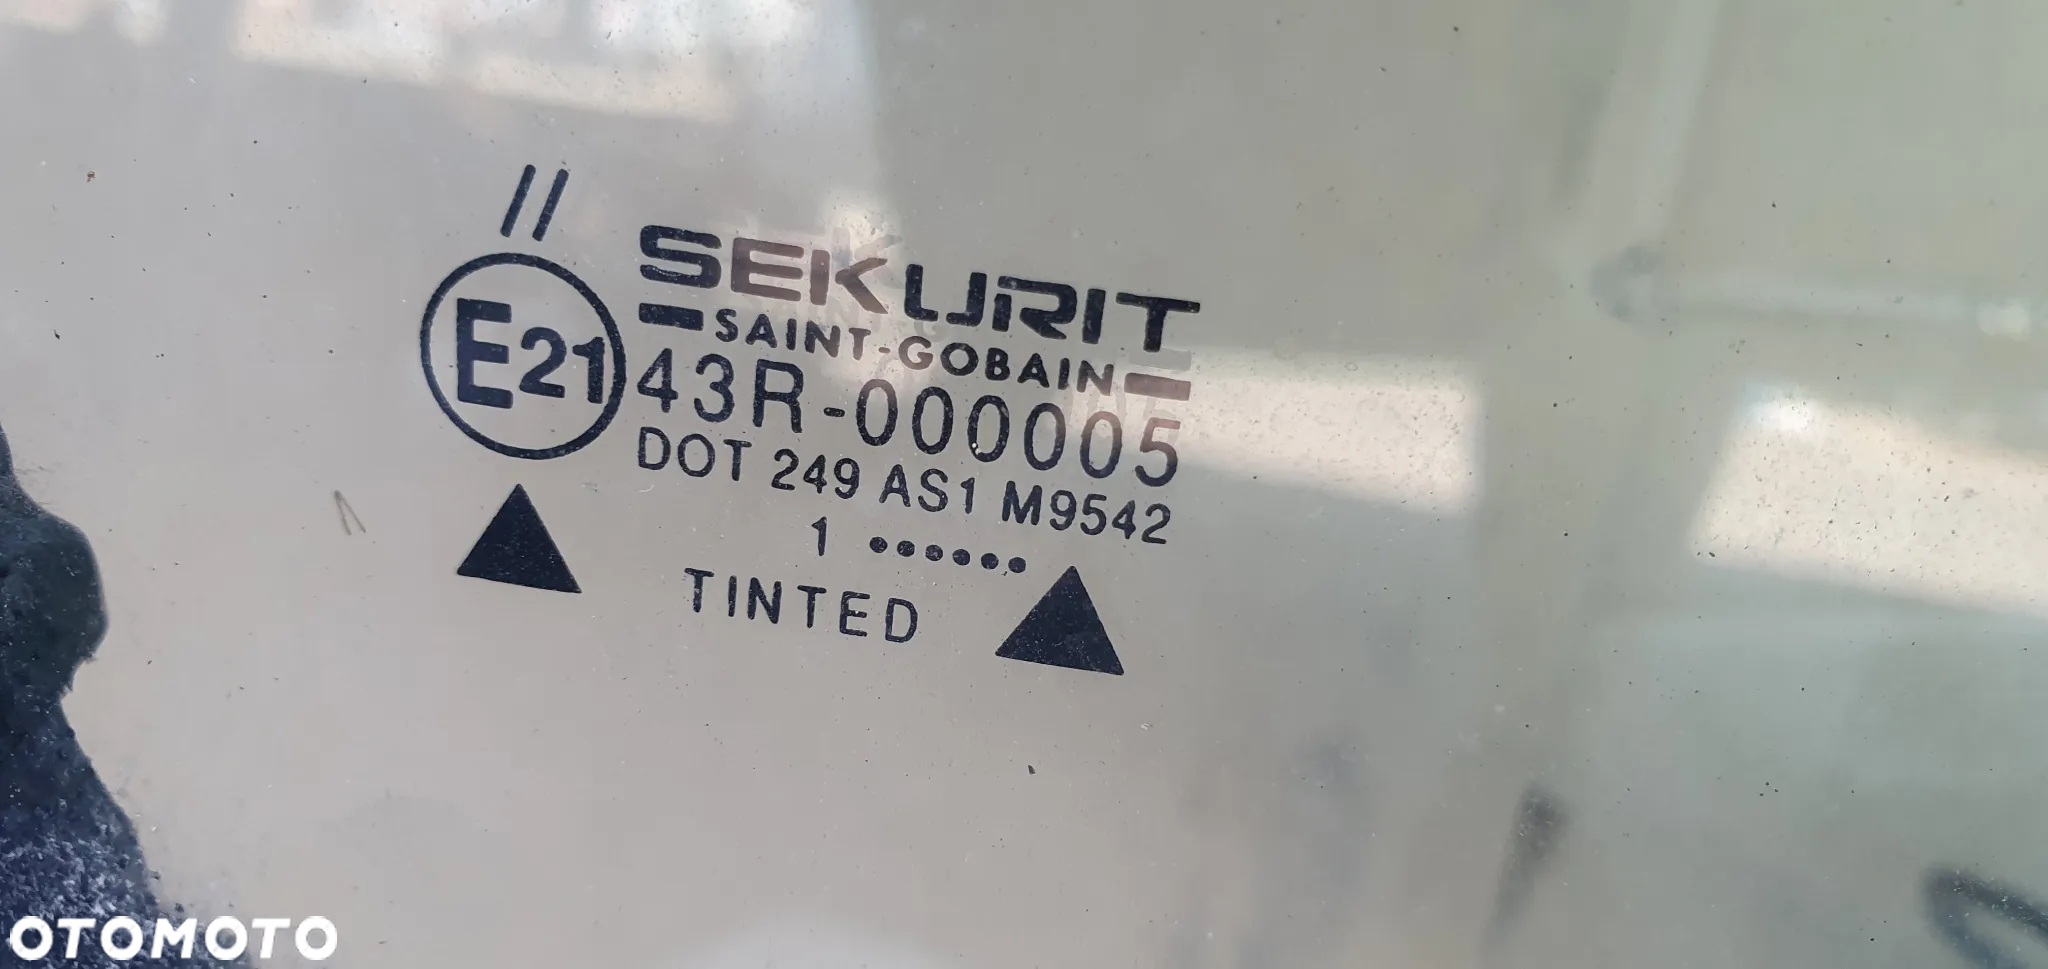 //
SEKURIT
SAINT-GOBAIN
E21 43R-000005
DOT 249 AS1 M9542
1 ••••••
TINTED
OTOMOTO